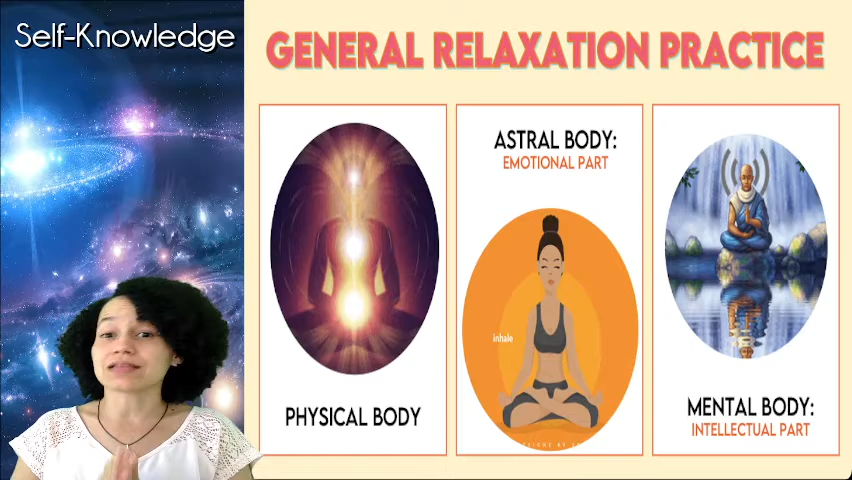 Self-Knowledge
GENERAL RELAXATION PRACTICE
PHYSICAL BODY
ASTRAL BODY:
EMOTIONAL PART
inhale
MENTAL BODY:
INTELLECTUAL PART